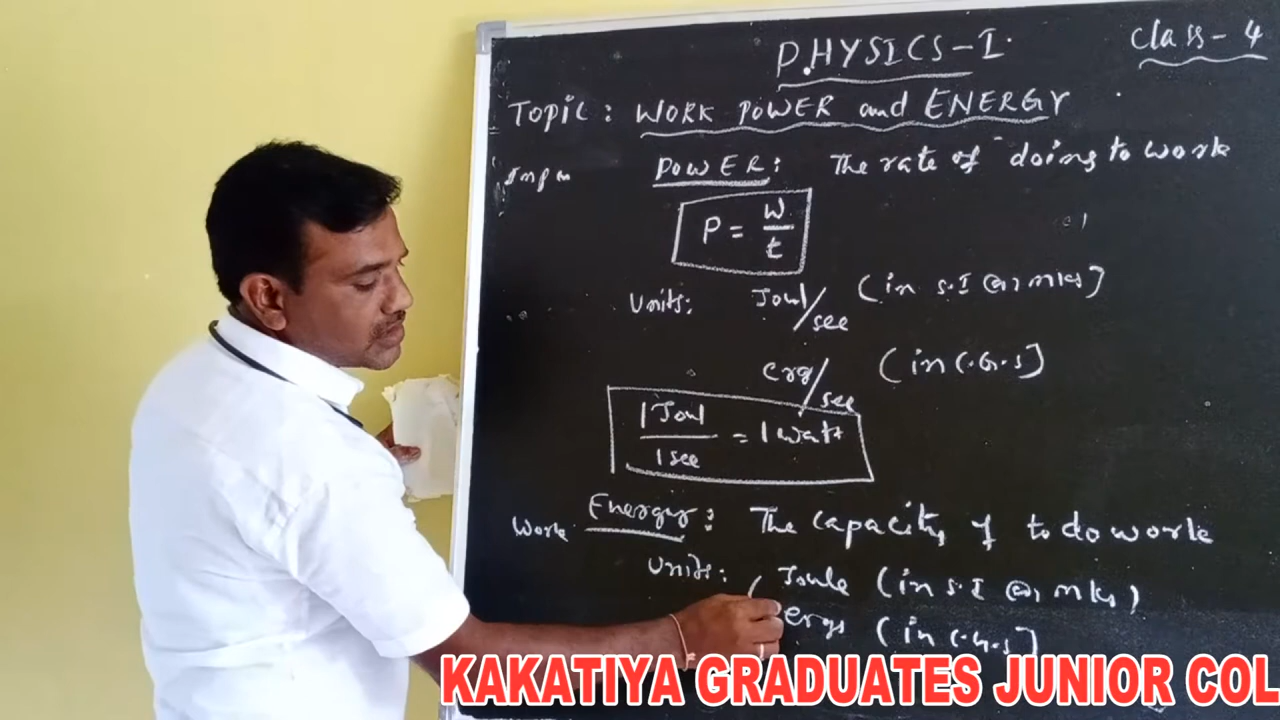 PHYSICS-I.
Class-4
Topic: WORK POWER and ENERGY
POWER: The rate of doing to work
P = W/t
Units: Joul/sec (in S.I (or) mks)
erg/sec (in C.G.S]
1 Joul/1 sec = 1 watt
Work Energy: The capacity of to do work
Units: Joule (in S.I (or) mks)
ergs (in C.G.S]
KAKATIYA GRADUATES JUNIOR COL